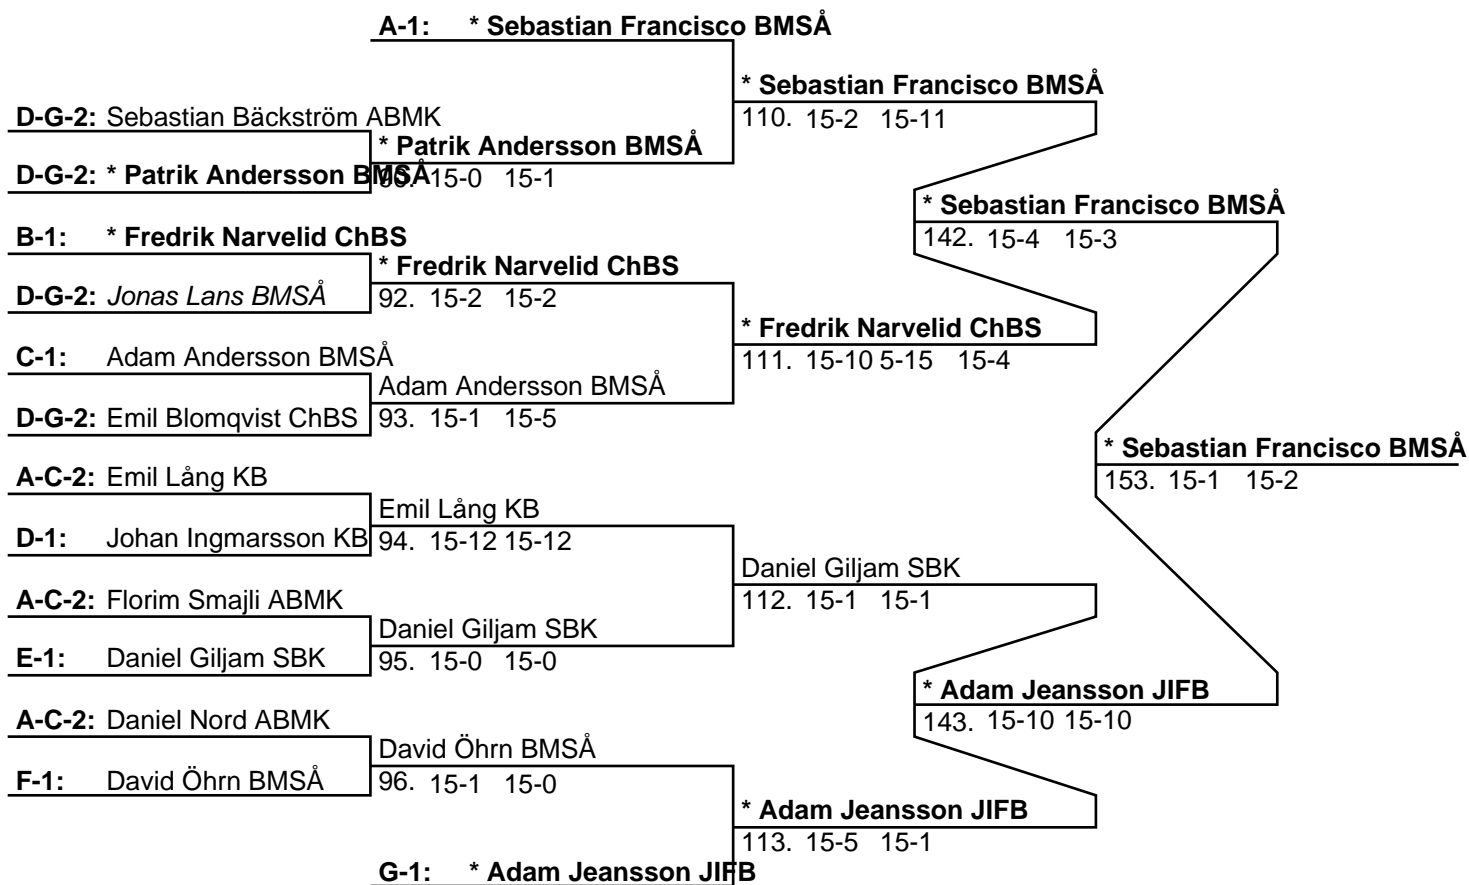 A-1: * Sebastian Francisco BMSÅ
* Sebastian Francisco BMSÅ
110. 15-2 15-11
D-G-2: Sebastian Bäckström ABMK
* Patrik Andersson BMSÅ
D-G-2: * Patrik Andersson BMSÅ
90. 15-0 15-1
* Sebastian Francisco BMSÅ
142. 15-4 15-3
B-1: * Fredrik Narvelid ChBS
* Fredrik Narvelid ChBS
D-G-2: Jonas Lans BMSÅ
92. 15-2 15-2
* Fredrik Narvelid ChBS
111. 15-10 5-15 15-4
C-1: Adam Andersson BMSÅ
Adam Andersson BMSÅ
D-G-2: Emil Blomqvist ChBS
93. 15-1 15-5
* Sebastian Francisco BMSÅ
153. 15-1 15-2
A-C-2: Emil Lång KB
Emil Lång KB
D-1: Johan Ingmarsson KB
94. 15-12 15-12
Daniel Giljam SBK
112. 15-1 15-1
A-C-2: Florim Smajli ABMK
Daniel Giljam SBK
E-1: Daniel Giljam SBK
95. 15-0 15-0
* Adam Jeansson JIFB
143. 15-10 15-10
A-C-2: Daniel Nord ABMK
David Öhrn BMSÅ
F-1: David Öhrn BMSÅ
96. 15-1 15-0
* Adam Jeansson JIFB
113. 15-5 15-1
G-1: * Adam Jeansson JIFB